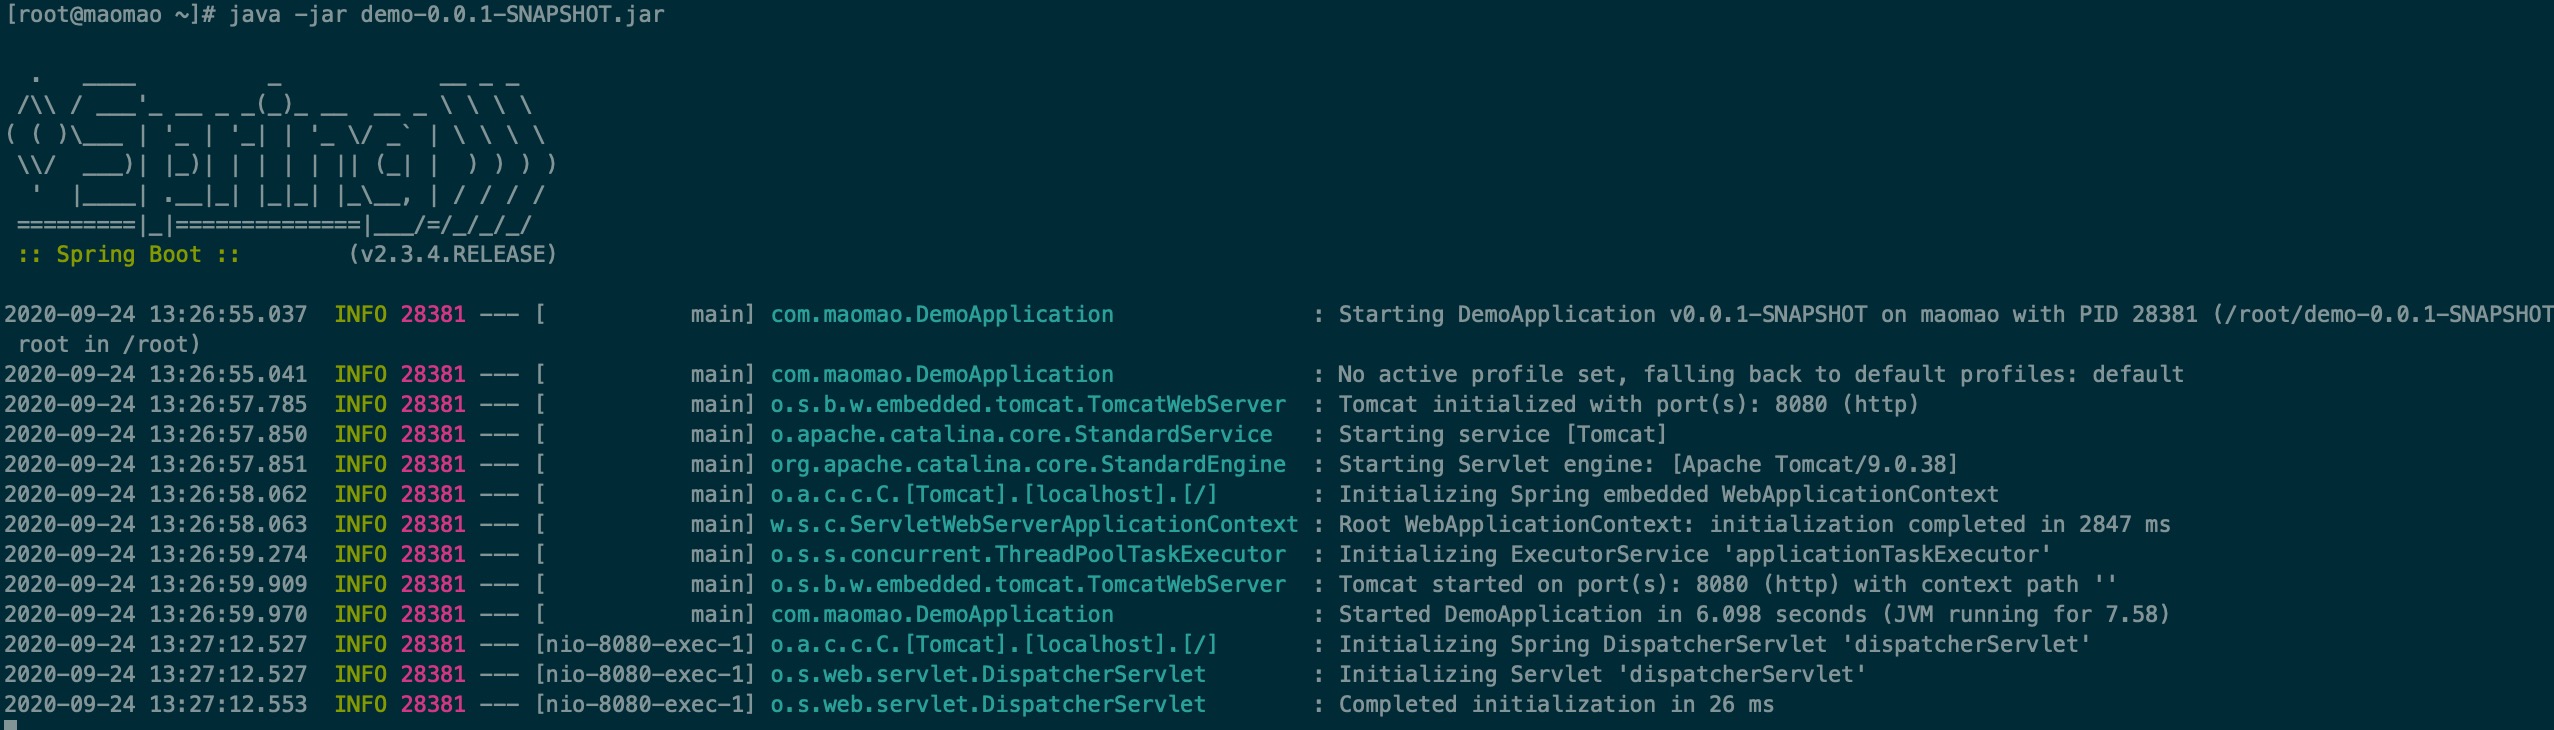 [root@maomao ~]# java -jar demo-0.0.1-SNAPSHOT.jar
  .   ____          _            __ _ _
 /\\ / ___'_ __ _ _(_)_ __  __ _ \ \ \ \
( ( )\___ | '_ | '_| | '_ \/ _` | \ \ \ \
 \\/  ___)| |_)| | | | | || (_| |  ) ) ) )
  '  |____| .__|_| |_|_| |_\__, | / / / /
 =========|_|==============|___/=/_/_/_/
 :: Spring Boot ::        (v2.3.4.RELEASE)
2020-09-24 13:26:55.037  INFO 28381 --- [           main] com.maomao.DemoApplication               : Starting DemoApplication v0.0.1-SNAPSHOT on maomao with PID 28381 (/root/demo-0.0.1-SNAPSHOT
 root in /root)
2020-09-24 13:26:55.041  INFO 28381 --- [           main] com.maomao.DemoApplication               : No active profile set, falling back to default profiles: default
2020-09-24 13:26:57.785  INFO 28381 --- [           main] o.s.b.w.embedded.tomcat.TomcatWebServer  : Tomcat initialized with port(s): 8080 (http)
2020-09-24 13:26:57.850  INFO 28381 --- [           main] o.apache.catalina.core.StandardService   : Starting service [Tomcat]
2020-09-24 13:26:57.851  INFO 28381 --- [           main] org.apache.catalina.core.StandardEngine  : Starting Servlet engine: [Apache Tomcat/9.0.38]
2020-09-24 13:26:58.062  INFO 28381 --- [           main] o.a.c.c.C.[Tomcat].[localhost].[/]       : Initializing Spring embedded WebApplicationContext
2020-09-24 13:26:58.063  INFO 28381 --- [           main] w.s.c.ServletWebServerApplicationContext : Root WebApplicationContext: initialization completed in 2847 ms
2020-09-24 13:26:59.274  INFO 28381 --- [           main] o.s.s.concurrent.ThreadPoolTaskExecutor  : Initializing ExecutorService 'applicationTaskExecutor'
2020-09-24 13:26:59.909  INFO 28381 --- [           main] o.s.b.w.embedded.tomcat.TomcatWebServer  : Tomcat started on port(s): 8080 (http) with context path ''
2020-09-24 13:26:59.970  INFO 28381 --- [           main] com.maomao.DemoApplication               : Started DemoApplication in 6.098 seconds (JVM running for 7.58)
2020-09-24 13:27:12.527  INFO 28381 --- [nio-8080-exec-1] o.a.c.c.C.[Tomcat].[localhost].[/]       : Initializing Spring DispatcherServlet 'dispatcherServlet'
2020-09-24 13:27:12.527  INFO 28381 --- [nio-8080-exec-1] o.s.web.servlet.DispatcherServlet        : Initializing Servlet 'dispatcherServlet'
2020-09-24 13:27:12.553  INFO 28381 --- [nio-8080-exec-1] o.s.web.servlet.DispatcherServlet        : Completed initialization in 26 ms